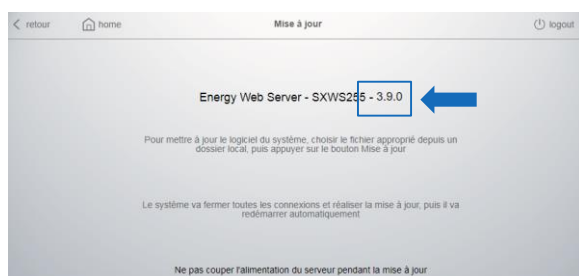 retour home Mise à jour logout
Energy Web Server - SXWS255 - 3.9.0
Pour mettre à jour le logiciel du système, choisir le fichier approprié depuis un
dossier local, puis appuyer sur le bouton Mise à jour
Le système va fermer toutes les connexions et réaliser la mise à jour, puis il va
redémarrer automatiquement
Ne pas couper l'alimentation du serveur pendant la mise à jour